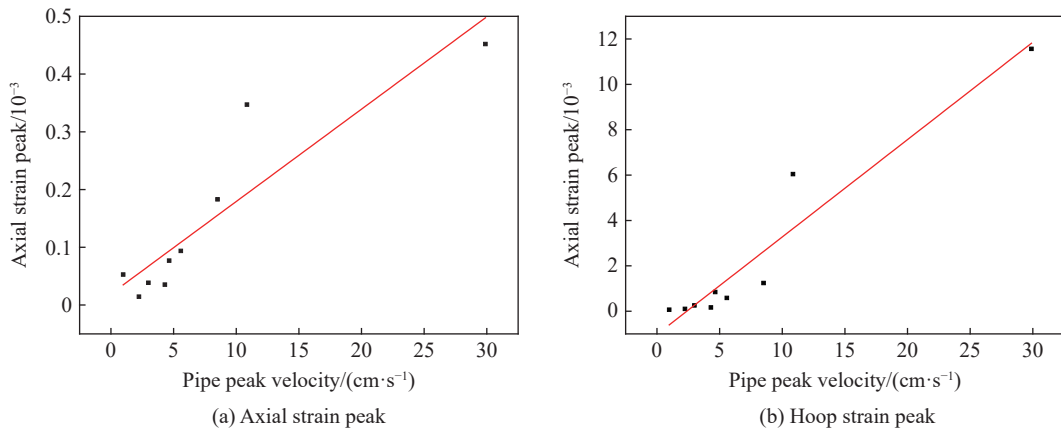 0.5
0.4
0.3
0.2
0.1
0
Axial strain peak/10⁻³
0 5 10 15 20 25 30
Pipe peak velocity/(cm·s⁻¹)
(a) Axial strain peak
12
10
8
6
4
2
0
Axial strain peak/10⁻³
0 5 10 15 20 25 30
Pipe peak velocity/(cm·s⁻¹)
(b) Hoop strain peak